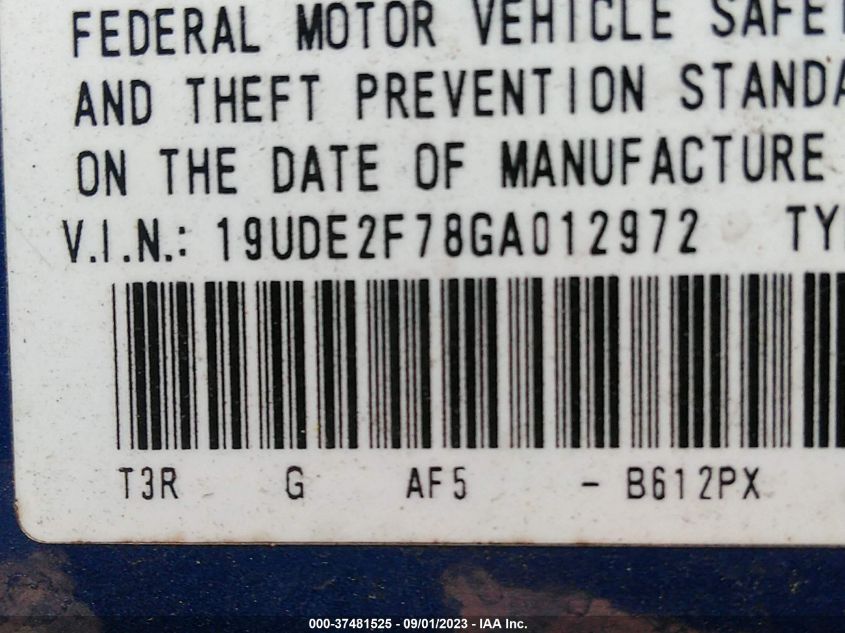 FEDERAL MOTOR VEHICLE SAFET
AND THEFT PREVENTION STANDA
ON THE DATE OF MANUFACTURE
V.I.N.: 19UDE2F78GA012972 TY
T3R G AF5 - B612PX
000-37481525 - 09/01/2023 - IAA Inc.